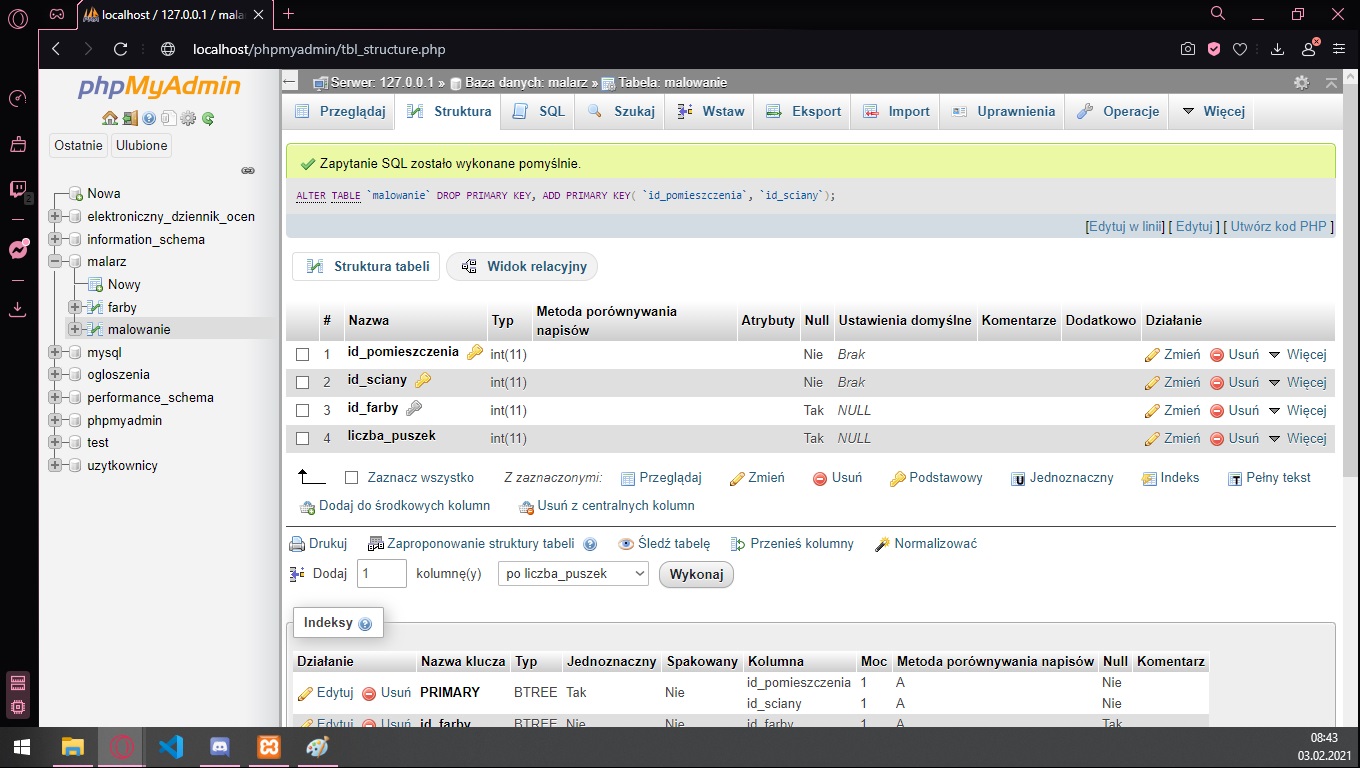 localhost / 127.0.0.1 / mala
localhost/phpmyadmin/tbl_structure.php
phpMyAdmin
Ostatnie Ulubione
Nowa
elektroniczny_dziennik_ocen
information_schema
malarz
Nowy
farby
malowanie
mysql
ogloszenia
performance_schema
phpmyadmin
test
uzytkownicy
Serwer: 127.0.0.1 » Baza danych: malarz » Tabela: malowanie
Przeglądaj Struktura SQL Szukaj Wstaw Eksport Import Uprawnienia Operacje Więcej
Zapytanie SQL zostało wykonane pomyślnie.
ALTER TABLE `malowanie` DROP PRIMARY KEY, ADD PRIMARY KEY( `id_pomieszczenia`, `id_sciany`);
[Edytuj w linii] [ Edytuj ] [ Utwórz kod PHP ]
Struktura tabeli Widok relacyjny
# Nazwa Typ Metoda porównywania napisów Atrybuty Null Ustawienia domyślne Komentarze Dodatkowo Działanie
1 id_pomieszczenia int(11) Nie Brak Zmień Usuń Więcej
2 id_sciany int(11) Nie Brak Zmień Usuń Więcej
3 id_farby int(11) Tak NULL Zmień Usuń Więcej
4 liczba_puszek int(11) Tak NULL Zmień Usuń Więcej
Zaznacz wszystko Z zaznaczonymi: Przeglądaj Zmień Usuń Podstawowy Jednoznaczny Indeks Pełny tekst
Dodaj do środkowych kolumn Usuń z centralnych kolumn
Drukuj Zaproponowanie struktury tabeli Śledź tabelę Przenieś kolumny Normalizować
Dodaj 1 kolumnę(y) po liczba_puszek Wykonaj
Indeksy
Działanie Nazwa klucza Typ Jednoznaczny Spakowany Kolumna Moc Metoda porównywania napisów Null Komentarz
Edytuj Usuń PRIMARY BTREE Tak Nie id_pomieszczenia 1 A Nie
id_sciany 1 A Nie
Edytuj Usuń id_farby BTREE Nie Nie id_farby 1 A Tak
08:43
03.02.2021